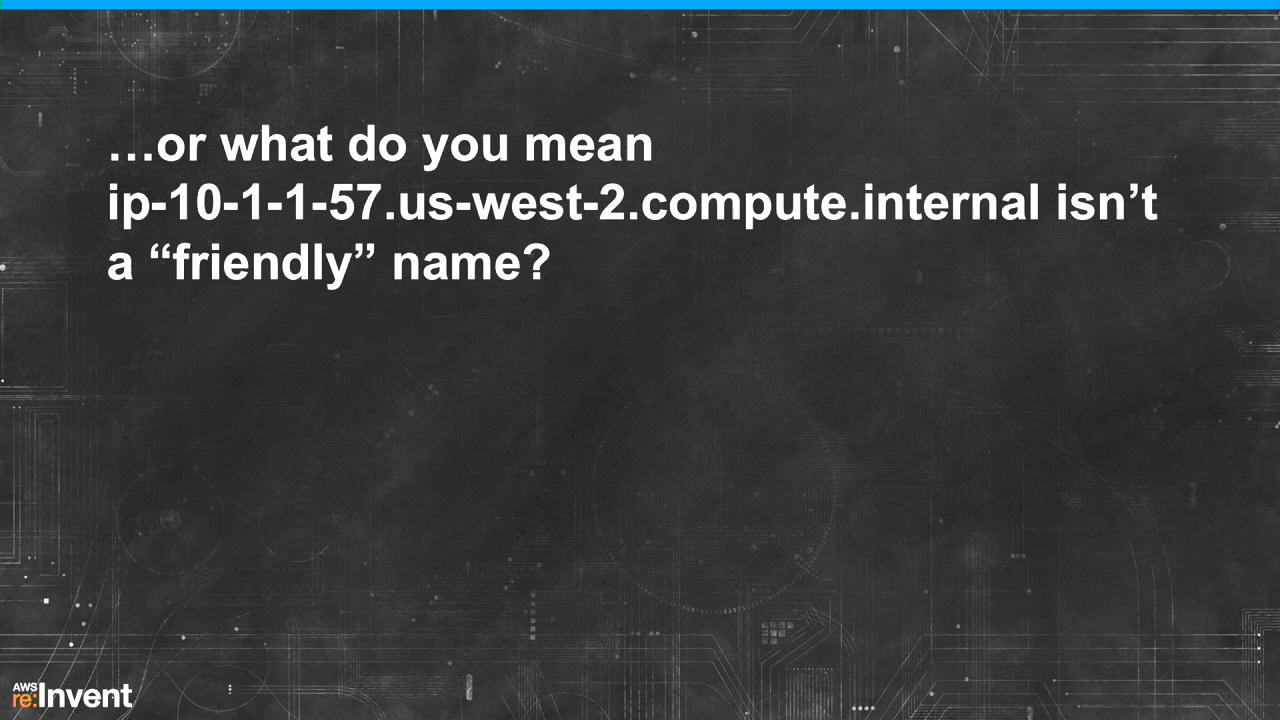 …or what do you mean
ip-10-1-1-57.us-west-2.compute.internal isn’t
a “friendly” name?
AWS
re:Invent